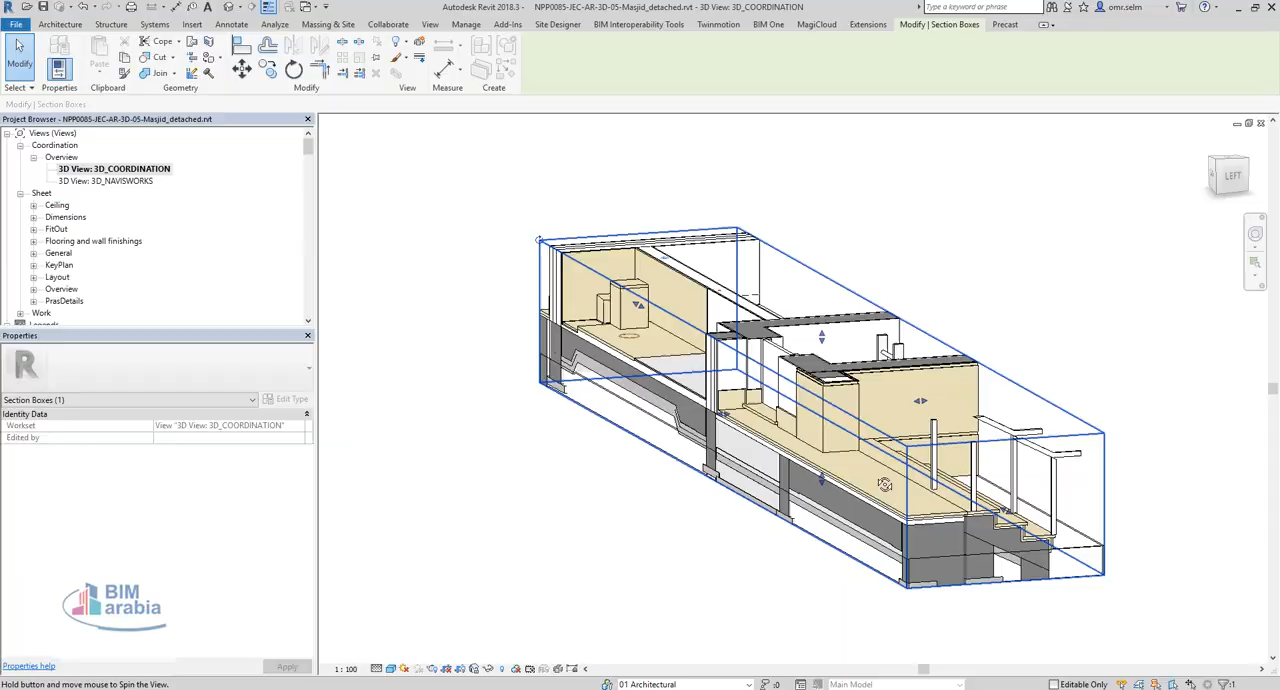 Autodesk Revit 2018.3 - NPP0085-JEC-AR-3D-05-Masjid_detached.rvt - 3D View: 3D_COORDINATION
Type a keyword or phrase
omr.selm
File Architecture Structure Systems Insert Annotate Analyze Massing & Site Collaborate View Manage Add-Ins Site Designer BIM Interoperability Tools Twinmotion BIM One MagiCloud Extensions Modify | Section Boxes Precast
Modify
Paste
Cope
Cut
Join
Select Properties Clipboard Geometry Modify View Measure Create
Modify | Section Boxes
Project Browser - NPP0085-JEC-AR-3D-05-Masjid_detached.rvt
Views (Views)
Coordination
Overview
3D View: 3D_COORDINATION
3D View: 3D_NAVISWORKS
Sheet
Ceiling
Dimensions
FitOut
Flooring and wall finishings
General
KeyPlan
Layout
Overview
PrasDetails
Work
Legends
Properties
R
Section Boxes (1)
Edit Type
Identity Data
Workset View "3D View: 3D_COORDINATION"
Edited by
LEFT
BIM
arabia
Properties help
Apply
1 : 100
Hold button and move mouse to Spin the View.
01 Architectural
:0
Main Model
Editable Only
:1